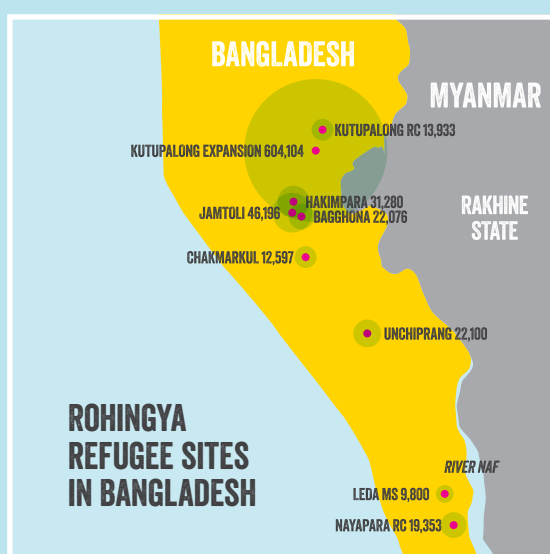 BANGLADESH
MYANMAR
KUTUPALONG RC 13,933
KUTUPALONG EXPANSION 604,104
HAKIMPARA 31,280
JAMTOLI 46,196
BAGGHONA 22,076
RAKHINE
STATE
CHAKMARKUL 12,597
UNCHIPRANG 22,100
ROHINGYA
REFUGEE SITES
IN BANGLADESH
RIVER NAF
LEDA MS 9,800
NAYAPARA RC 19,353